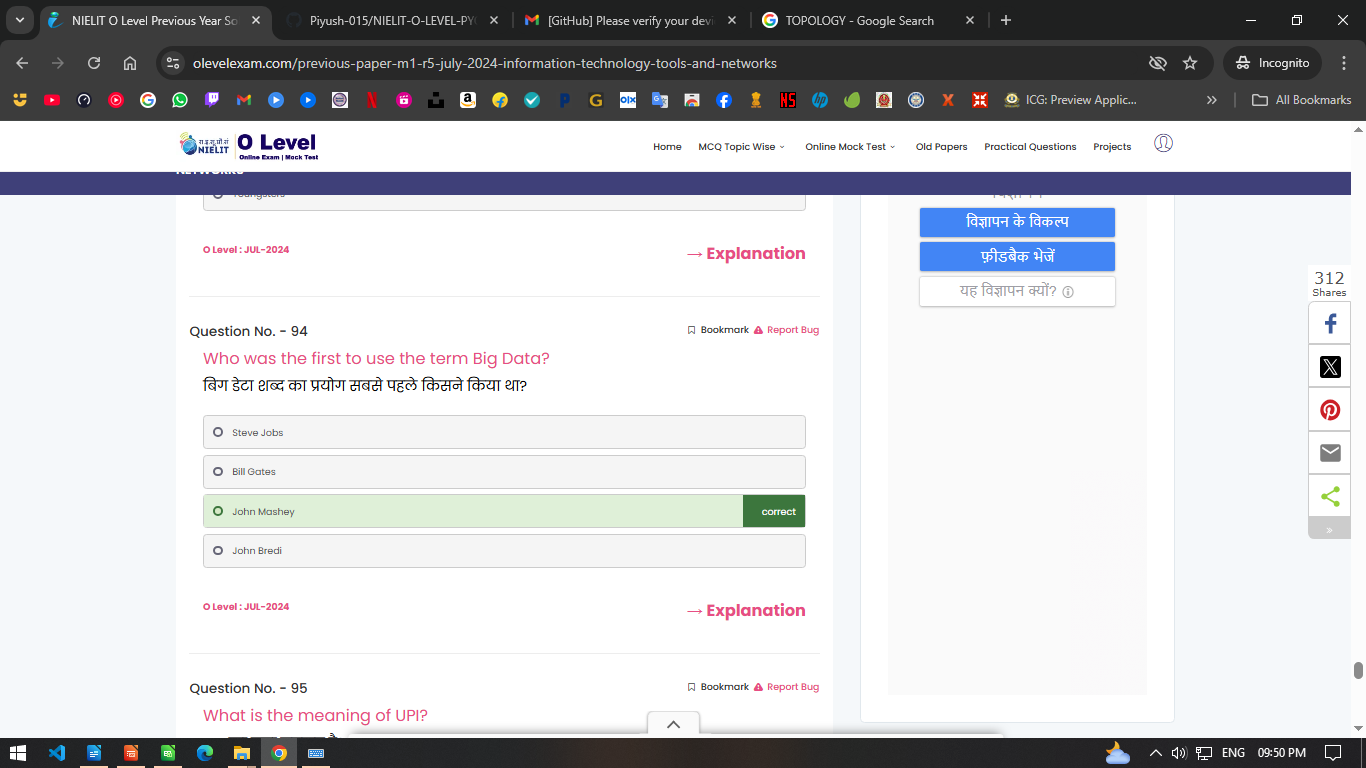 NIELIT O Level Previous Year So
Piyush-015/NIELIT-O-LEVEL-PYQ
[GitHub] Please verify your devi
TOPOLOGY - Google Search
olevelexam.com/previous-paper-m1-r5-july-2024-information-technology-tools-and-networks
Incognito
ICG: Preview Applic...
All Bookmarks
रा.इ.सू.प्रौ.सं
NIELIT
O Level
Online Exam | Mock Test
Home
MCQ Topic Wise
Online Mock Test
Old Papers
Practical Questions
Projects
NETWORKS
Youngsters
O Level : JUL-2024
→ Explanation
Question No. - 94
Bookmark
Report Bug
Who was the first to use the term Big Data?
बिग डेटा शब्द का प्रयोग सबसे पहले किसने किया था?
Steve Jobs
Bill Gates
John Mashey
correct
John Bredi
O Level : JUL-2024
→ Explanation
Question No. - 95
Bookmark
Report Bug
What is the meaning of UPI?
विज्ञापन के विकल्प
फ़ीडबैक भेजें
यह विज्ञापन क्यों?
312
Shares
ENG
09:50 PM